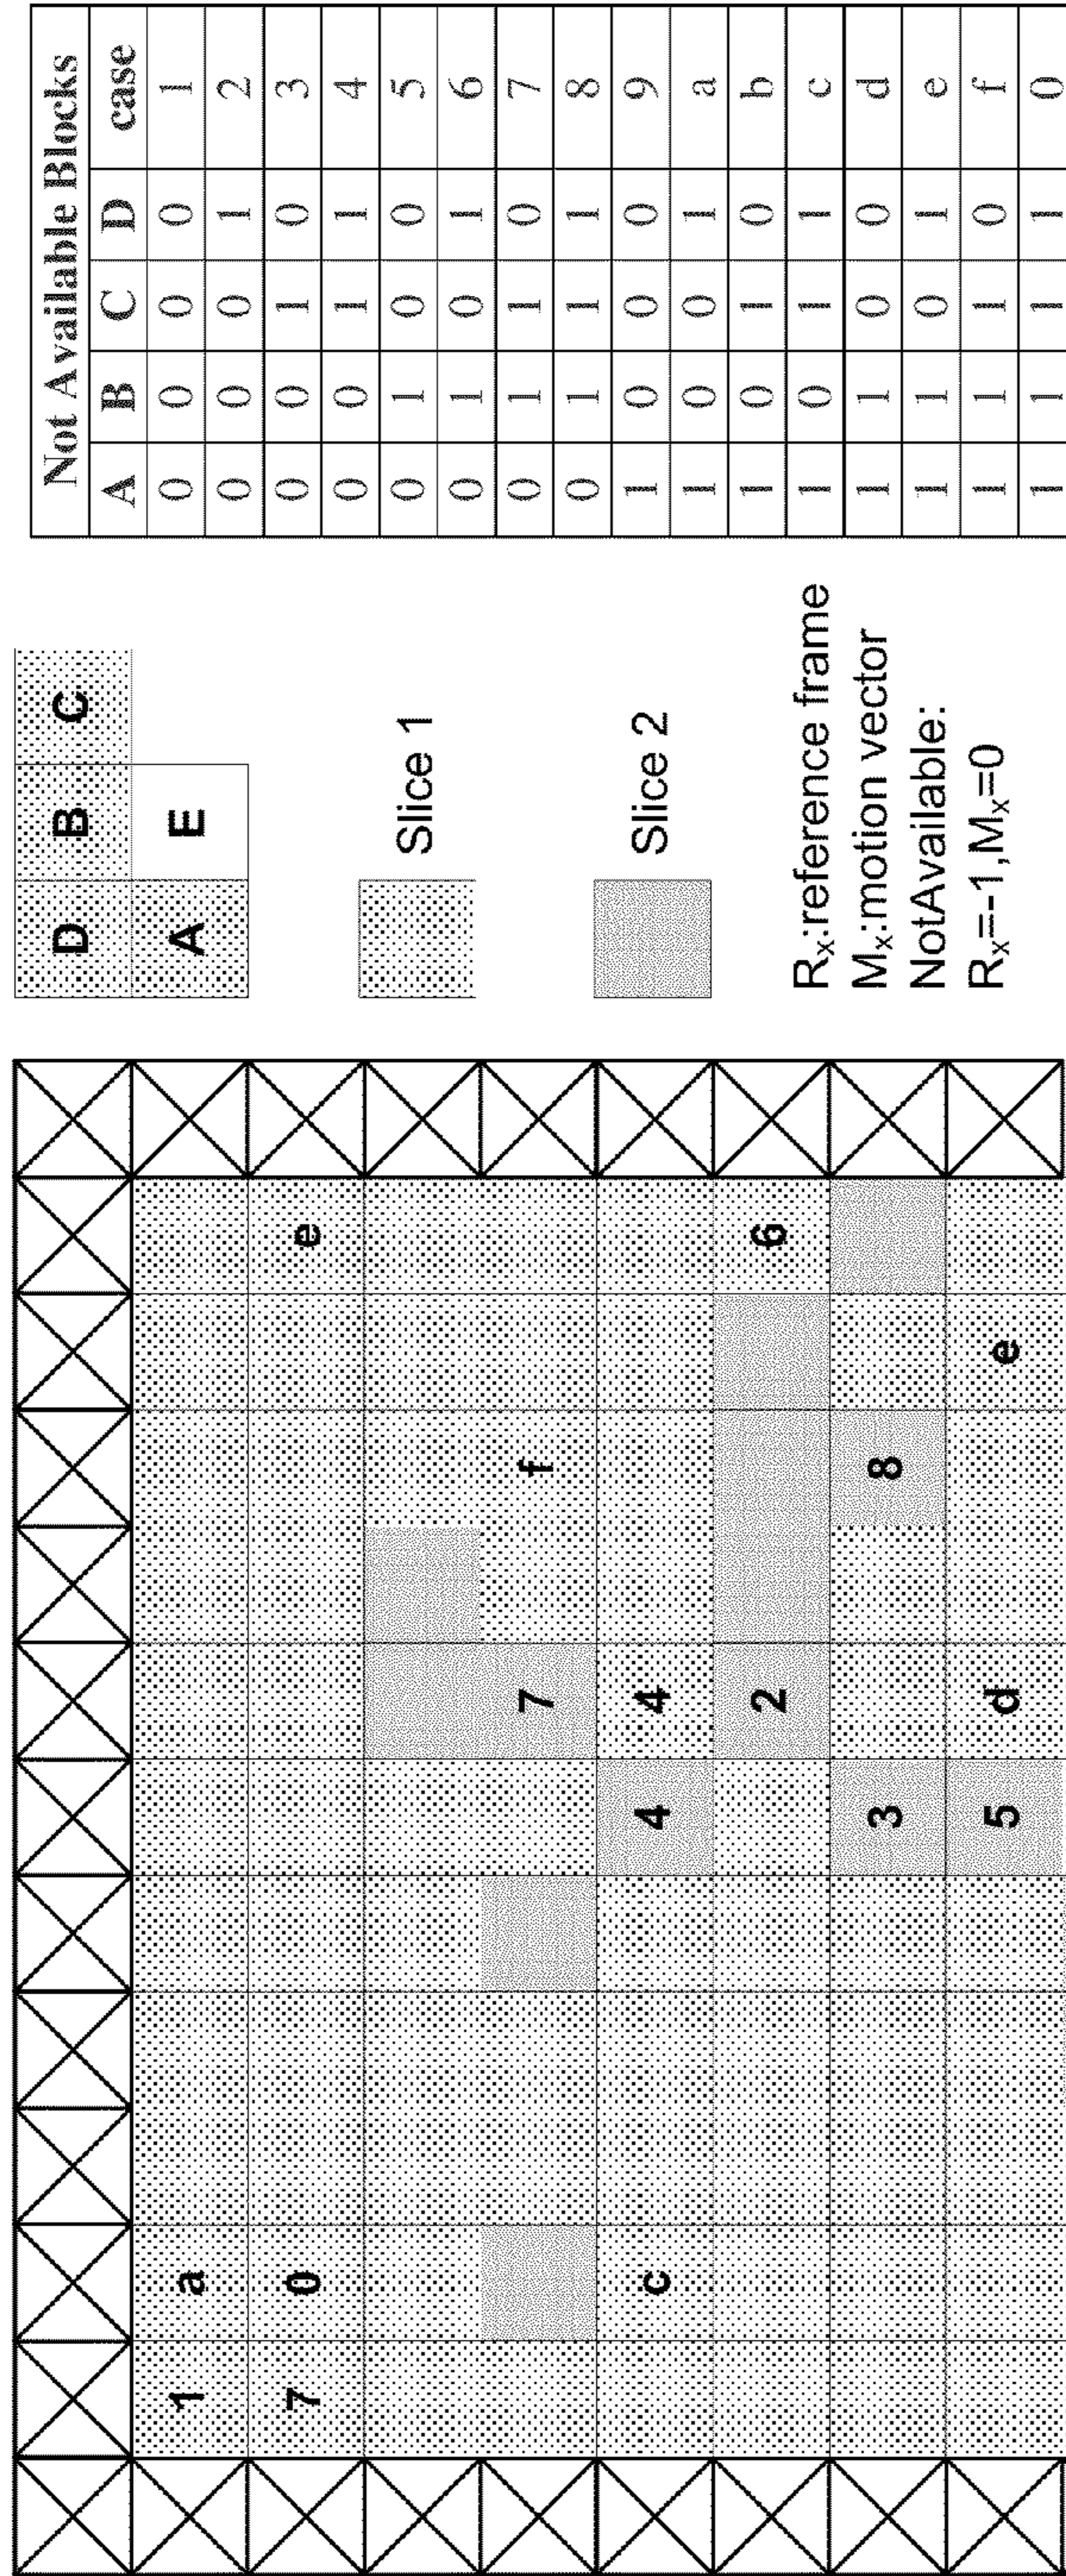 1 a
7 0 e
7 f
c 4 4
2 6
3 8
5 d e
D B C
A E
Slice 1
Slice 2
Rₓ:reference frame
Mₓ:motion vector
NotAvailable:
Rₓ=-1,Mₓ=0
Not Available Blocks
A B C D case
0 0 0 0 1
0 0 0 1 2
0 0 1 0 3
0 0 1 1 4
0 1 0 0 5
0 1 0 1 6
0 1 1 0 7
0 1 1 1 8
1 0 0 0 9
1 0 0 1 a
1 0 1 0 b
1 0 1 1 c
1 1 0 0 d
1 1 0 1 e
1 1 1 0 f
1 1 1 1 0